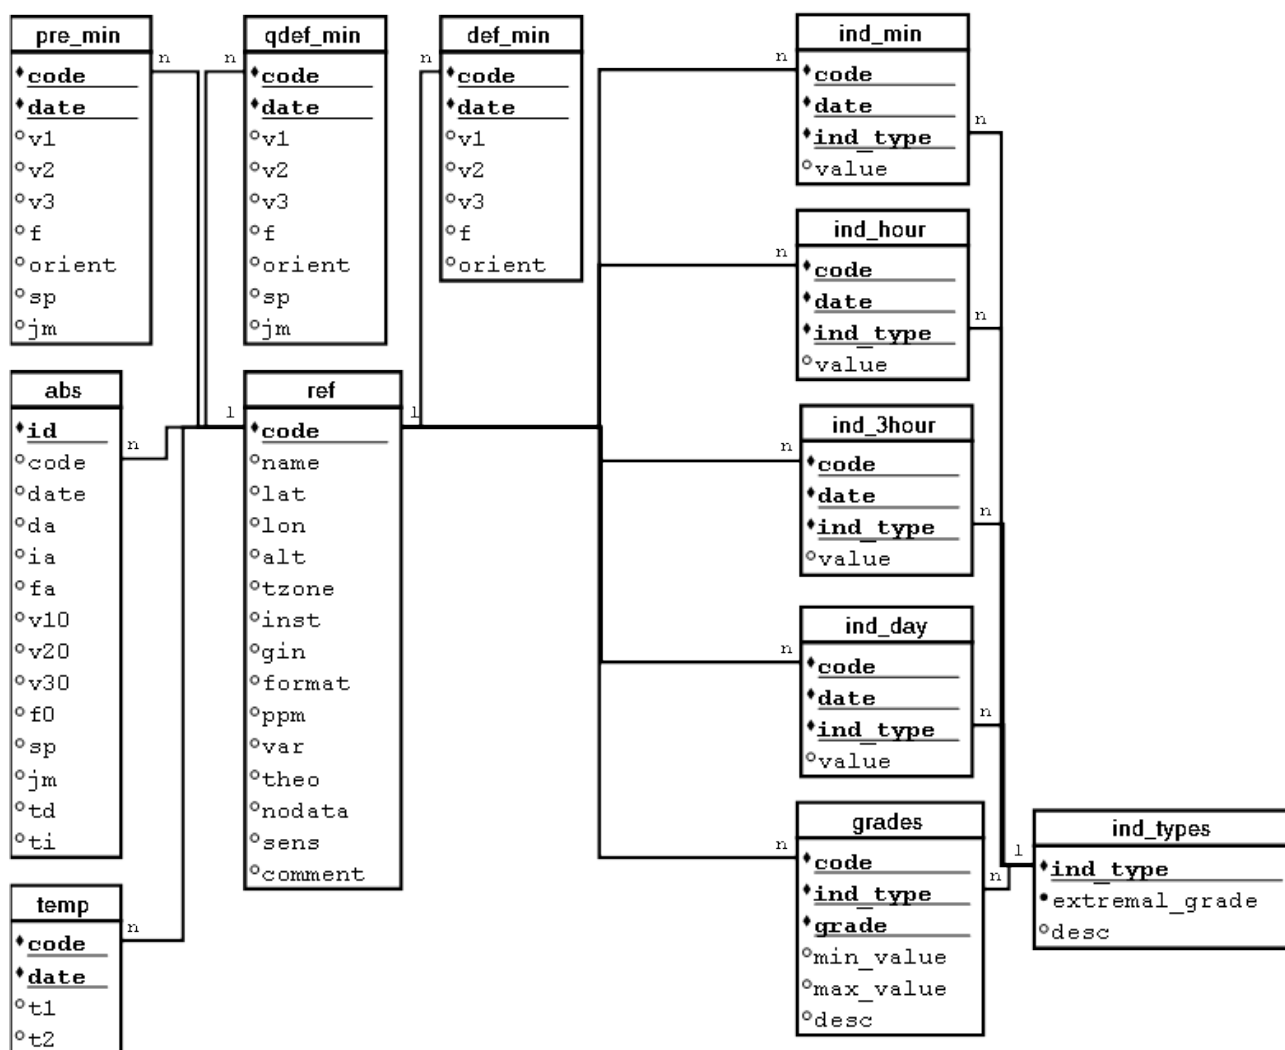 pre_min
code
date
v1
v2
v3
f
orient
sp
jm
n
qdef_min
code
date
v1
v2
v3
f
orient
sp
jm
n
def_min
code
date
v1
v2
v3
f
orient
n
ind_min
code
date
ind_type
value
n
n
ind_hour
code
date
ind_type
value
n
n
abs
id
code
date
da
ia
fa
v10
v20
v30
f0
sp
jm
td
ti
n
ref
code
name
lat
lon
alt
tzone
inst
gin
format
ppm
var
theo
nodata
sens
comment
1
1
ind_3hour
code
date
ind_type
value
n
n
ind_day
code
date
ind_type
value
n
n
grades
code
ind_type
grade
min_value
max_value
desc
n
n
ind_types
ind_type
extremal_grade
desc
1
temp
code
date
t1
t2
n